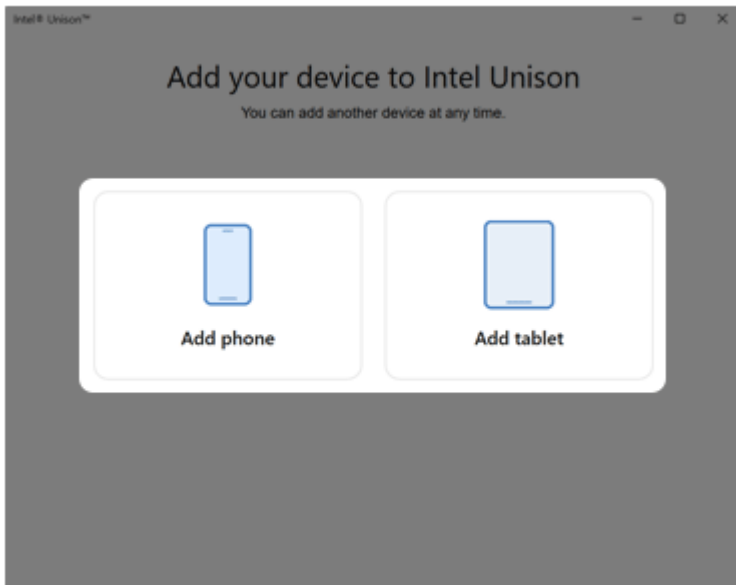 Intel® Unison™
Add your device to Intel Unison
You can add another device at any time.
Add phone
Add tablet